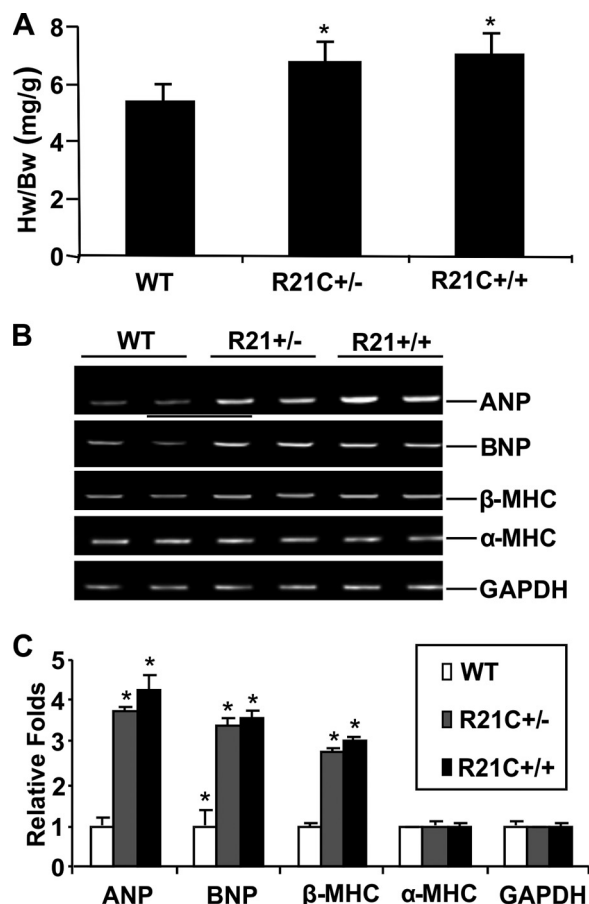 A
Hw/Bw (mg/g)
8
6
4
2
0
*
*
WT
R21C+/-
R21C+/+
B
WT
R21+/-
R21+/+
ANP
BNP
β-MHC
α-MHC
GAPDH
C
Relative Folds
5
4
3
2
1
0
*
*
*
*
*
*
*
WT
R21C+/-
R21C+/+
ANP
BNP
β-MHC
α-MHC
GAPDH